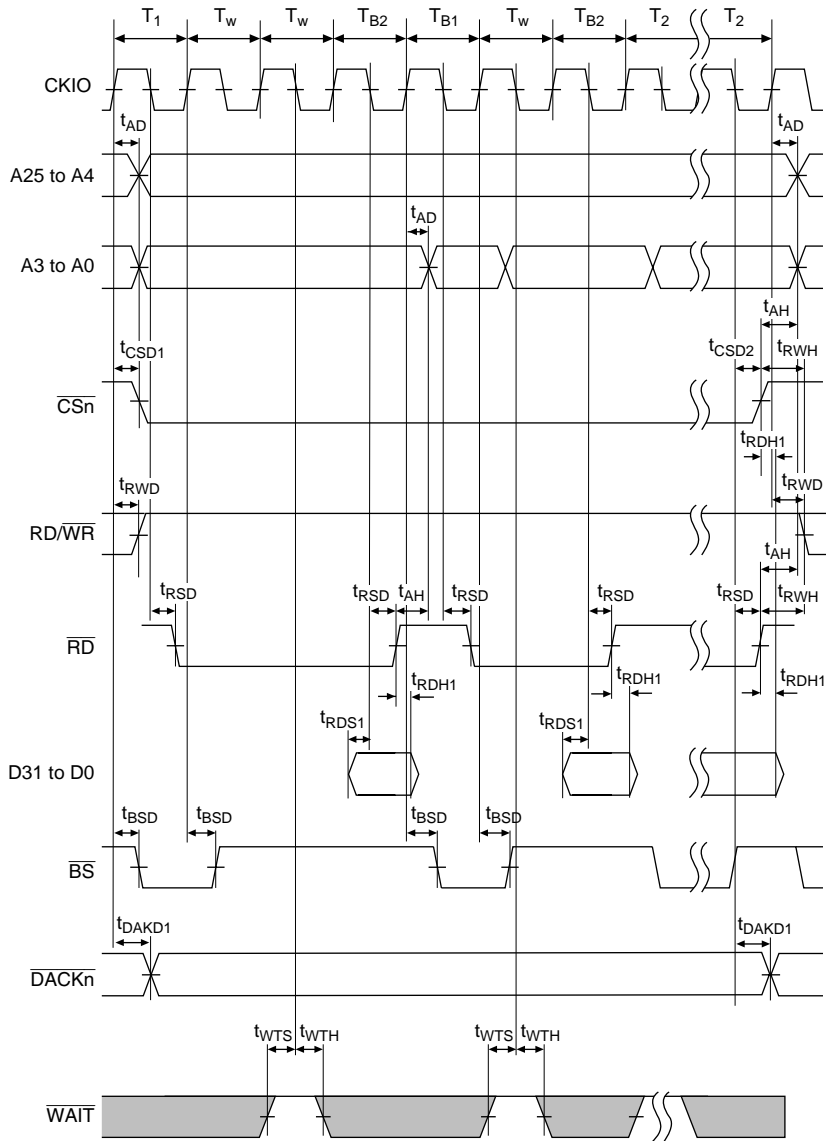 T1 Tw Tw TB2 TB1 Tw TB2 T2 T2
CKIO
tAD tAD
A25 to A4
tAD
A3 to A0
tAH
tCSD1 tCSD2 tRWH
CSn
tRDH1
tRWD tRWD
RD/WR
tAH
tRSD tRSD tAH tRSD tRSD tRSD tRWH
RD
tRDH1 tRDH1 tRDH1
tRDS1 tRDS1
D31 to D0
tBSD tBSD tBSD tBSD
BS
tDAKD1 tDAKD1
DACKn
tWTS tWTH tWTS tWTH
WAIT